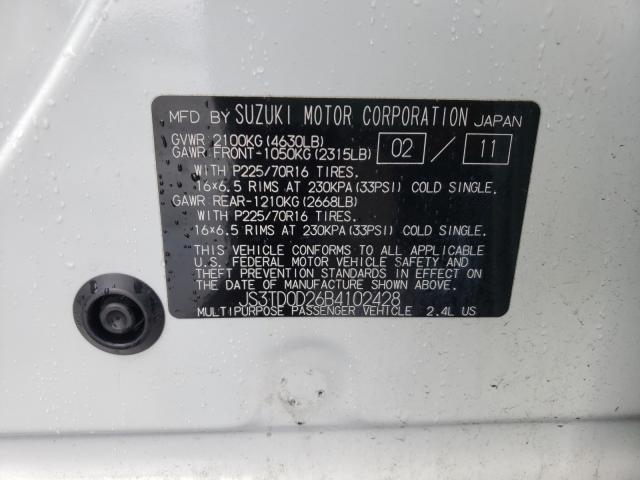 MFD BY SUZUKI MOTOR CORPORATION JAPAN
GVWR 2100KG(4630LB)
GAWR FRONT-1050KG(2315LB) 02 / 11
WITH P225/70R16 TIRES.
16×6.5 RIMS AT 230KPA(33PSI) COLD SINGLE.
GAWR REAR-1210KG(2668LB)
WITH P225/70R16 TIRES.
16×6.5 RIMS AT 230KPA(33PSI) COLD SINGLE.
THIS VEHICLE CONFORMS TO ALL APPLICABLE
U.S. FEDERAL MOTOR VEHICLE SAFETY AND
THEFT PREVENTION STANDARDS IN EFFECT ON
THE DATE OF MANUFACTURE SHOWN ABOVE.
JS3TD0D26B4102428
MULTIPURPOSE PASSENGER VEHICLE 2.4L US